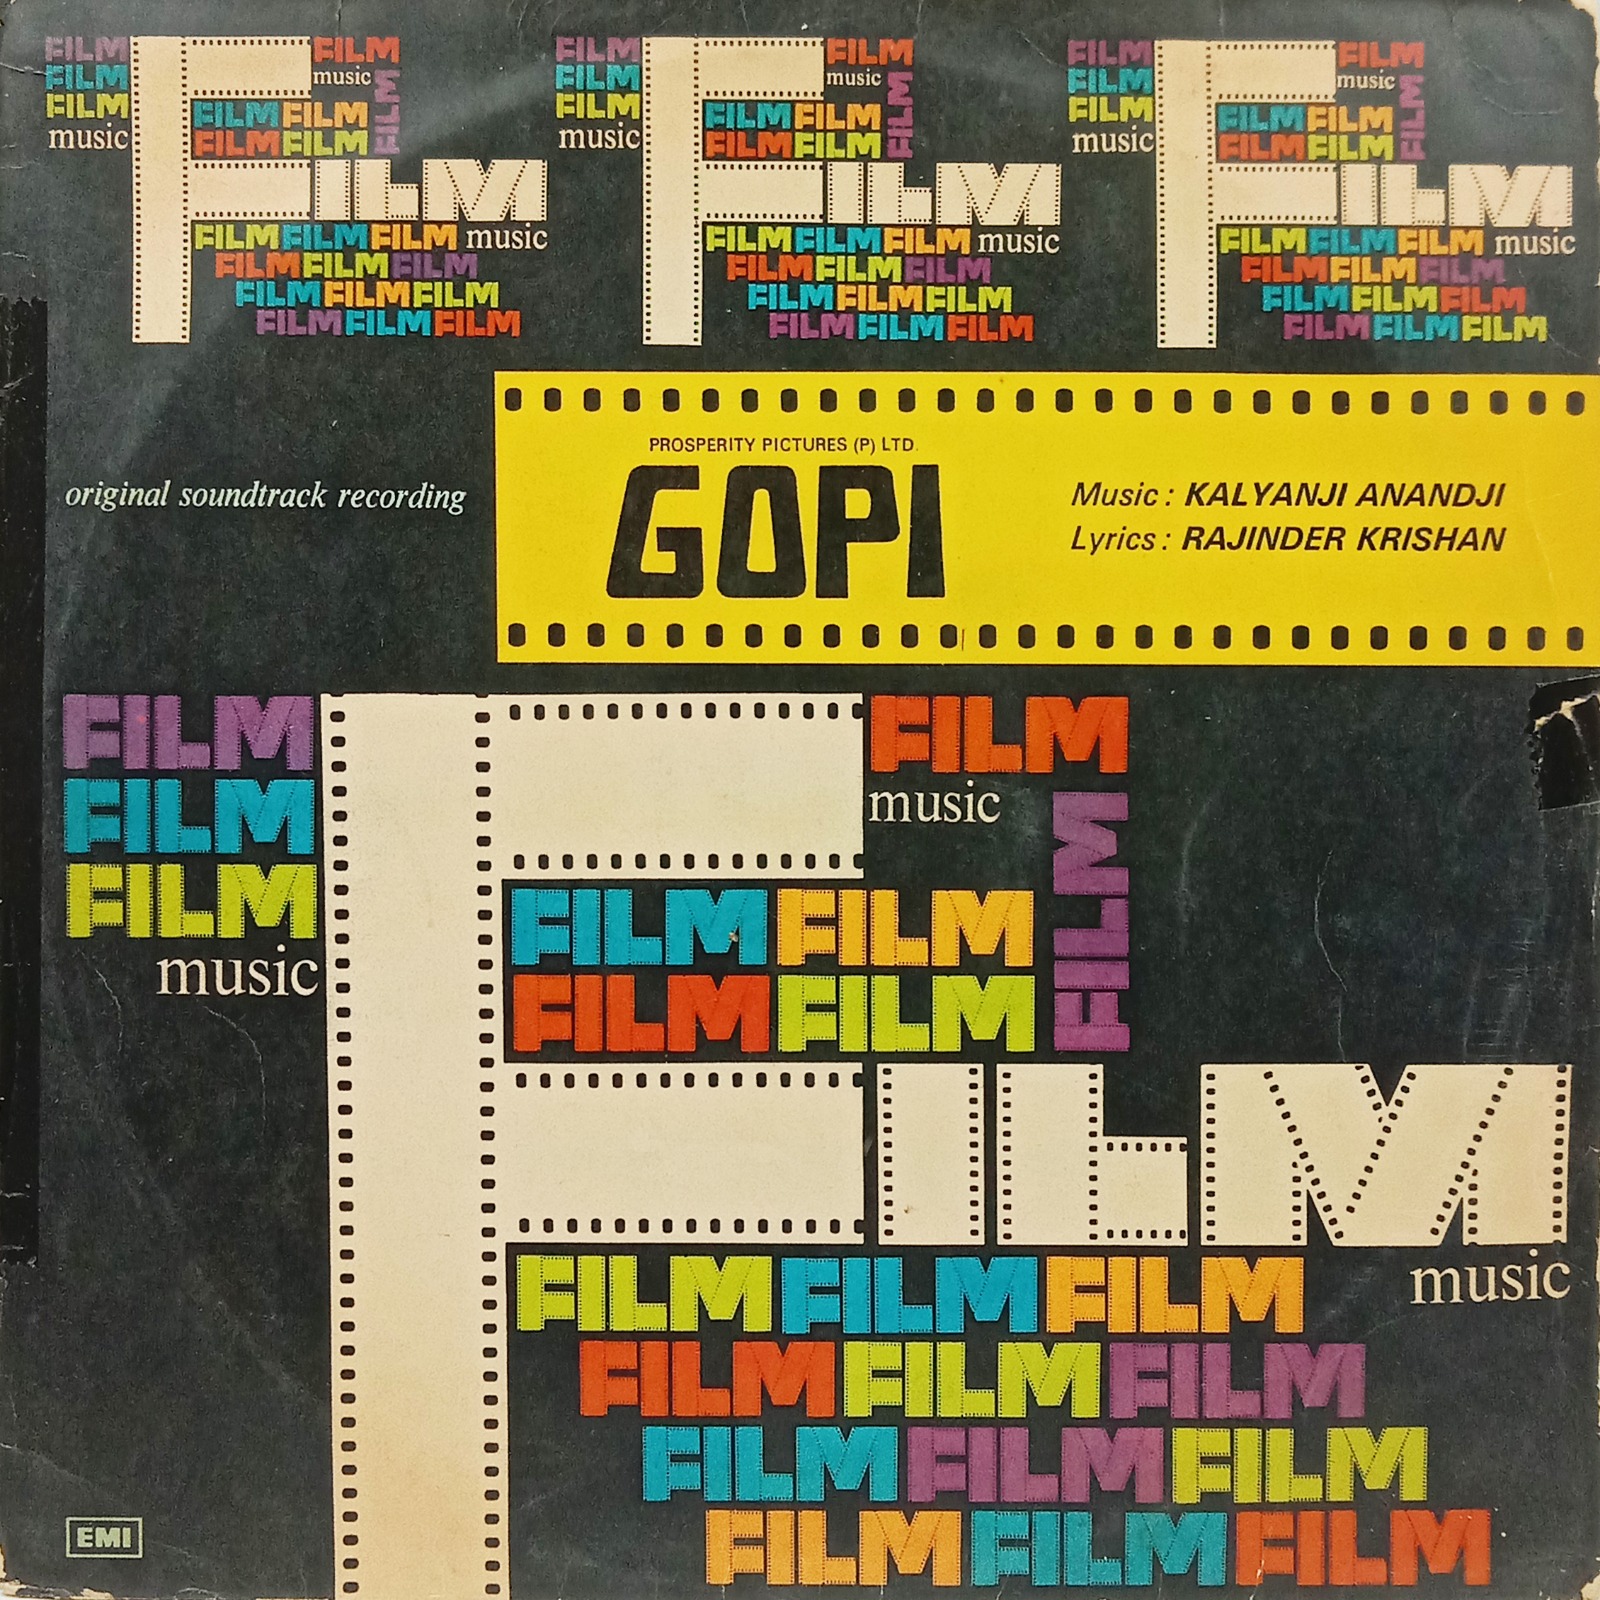 FILM FILM FILM FILM FILM FILM
FILM music FILM music FILM music
FILM FILM FILM
music music music
FILM FILM FILM FILM FILM FILM FILM FILM FILM
FILM FILM FILM FILM FILM FILM
FILM FILM FILM
FILM FILM FILM music FILM FILM FILM music FILM FILM FILM music
FILM FILM FILM FILM FILM FILM FILM FILM FILM
FILM FILM FILM FILM FILM FILM FILM FILM FILM
FILM FILM FILM FILM FILM FILM FILM FILM FILM
original soundtrack recording
PROSPERITY PICTURES (P) LTD.
GOPI
Music : KALYANJI ANANDJI
Lyrics : RAJINDER KRISHAN
FILM FILM
FILM music
FILM
music
FILM FILM FILM
FILM FILM
FILM
music
FILM FILM FILM
FILM FILM FILM
FILM FILM FILM
FILM FILM FILM
EMI